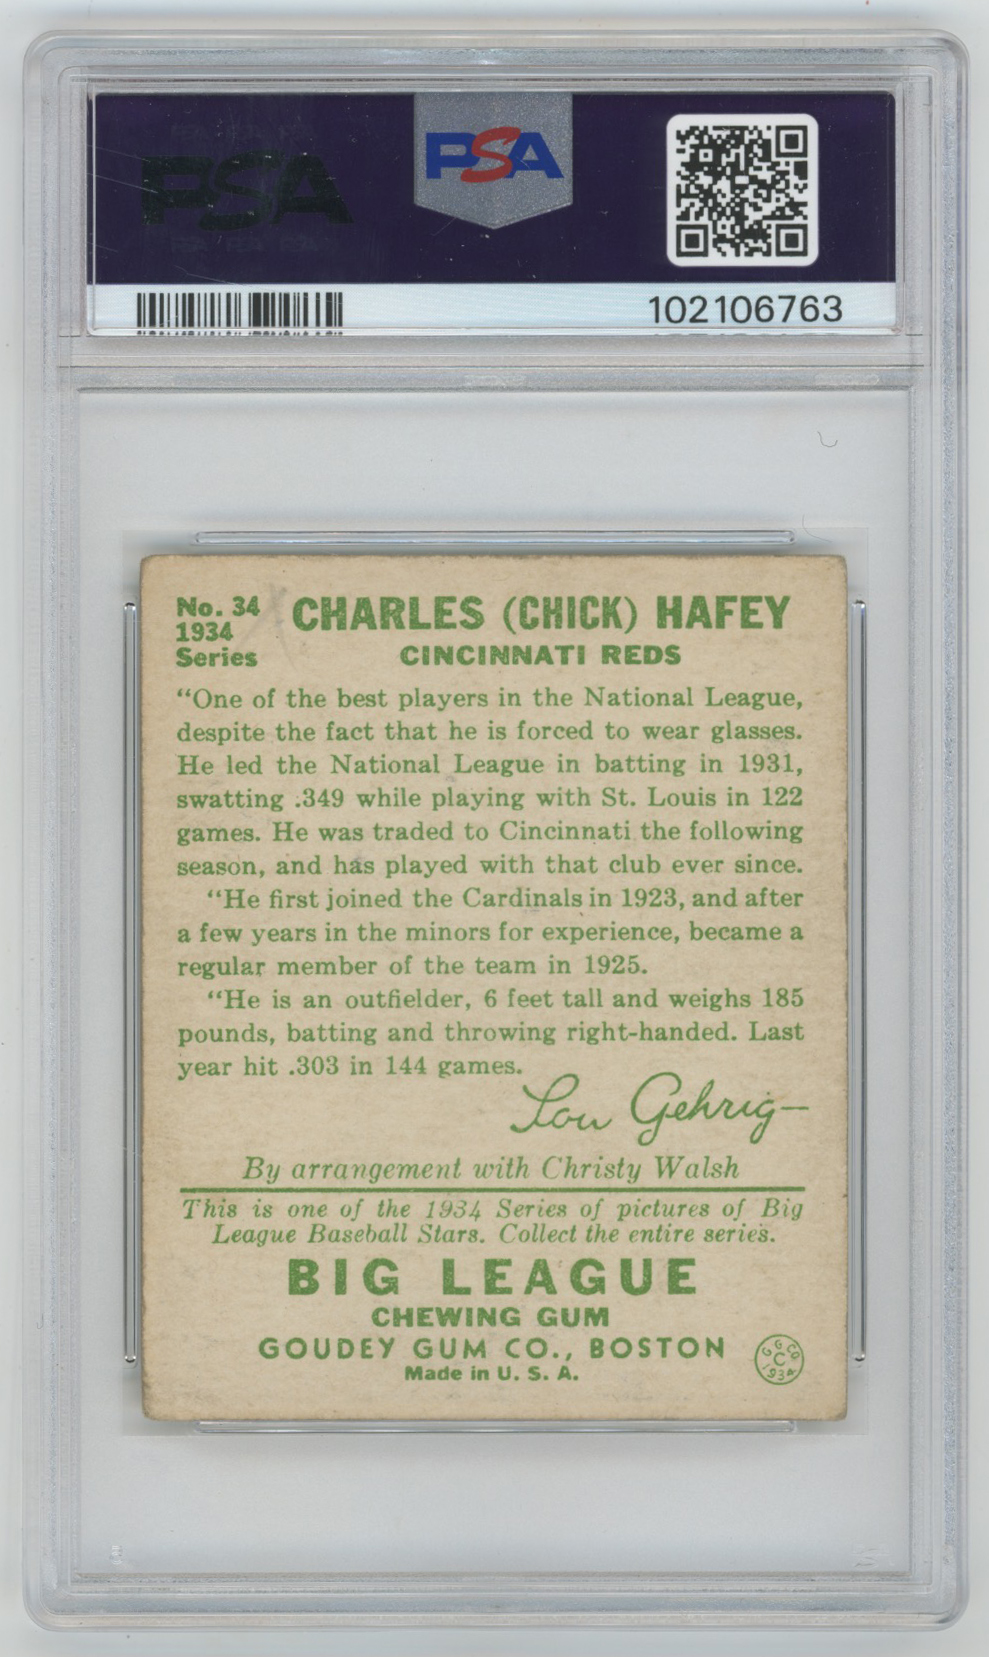 PSA
PSA
102106763
No. 34
1934
Series
CHARLES (CHICK) HAFEY
CINCINNATI REDS
“One of the best players in the National League,
despite the fact that he is forced to wear glasses.
He led the National League in batting in 1931,
swatting .349 while playing with St. Louis in 122
games. He was traded to Cincinnati the following
season, and has played with that club ever since.
“He first joined the Cardinals in 1923, and after
a few years in the minors for experience, became a
regular member of the team in 1925.
“He is an outfielder, 6 feet tall and weighs 185
pounds, batting and throwing right-handed. Last
year hit .303 in 144 games.
Lou Gehrig
By arrangement with Christy Walsh
This is one of the 1934 Series of pictures of Big
League Baseball Stars. Collect the entire series.
BIG LEAGUE
CHEWING GUM
GOUDEY GUM CO., BOSTON
Made in U. S. A.
G G CO
C
1934